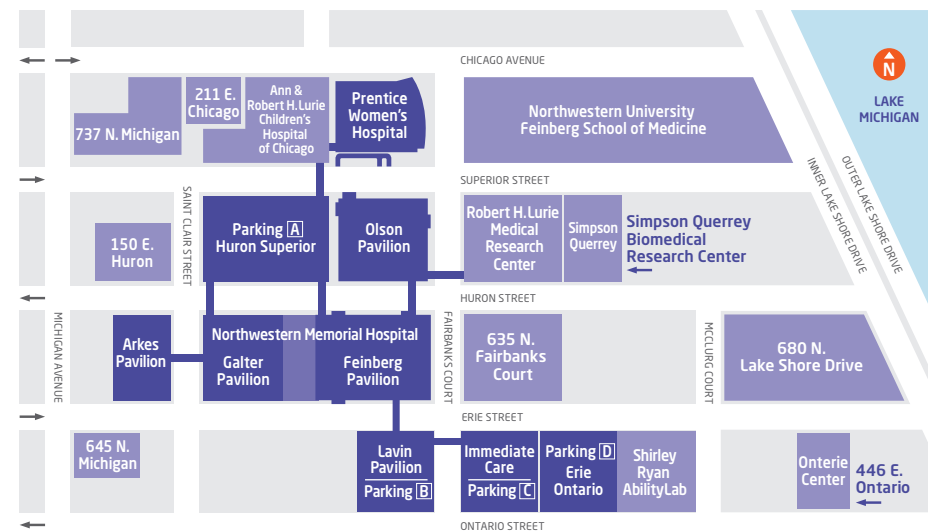 CHICAGO AVENUE
N
LAKE
MICHIGAN
737 N. Michigan
211 E.
Chicago
Ann &
Robert H. Lurie
Children's
Hospital
of Chicago
Prentice
Women's
Hospital
Northwestern University
Feinberg School of Medicine
INNER LAKE SHORE DRIVE
OUTER LAKE SHORE DRIVE
SUPERIOR STREET
SAINT CLAIR STREET
150 E.
Huron
Parking A
Huron Superior
Olson
Pavilion
Robert H. Lurie
Medical
Research
Center
Simpson
Querrey
Simpson Querrey
Biomedical
Research Center
HURON STREET
MICHIGAN AVENUE
Arkes
Pavilion
Northwestern Memorial Hospital
Galter
Pavilion
Feinberg
Pavilion
FAIRBANKS COURT
635 N.
Fairbanks
Court
MCCLURG COURT
680 N.
Lake Shore Drive
ERIE STREET
645 N.
Michigan
Lavin
Pavilion
Parking B
Immediate
Care
Parking C
Parking D
Erie
Ontario
Shirley
Ryan
AbilityLab
Onterie
Center
446 E.
Ontario
ONTARIO STREET